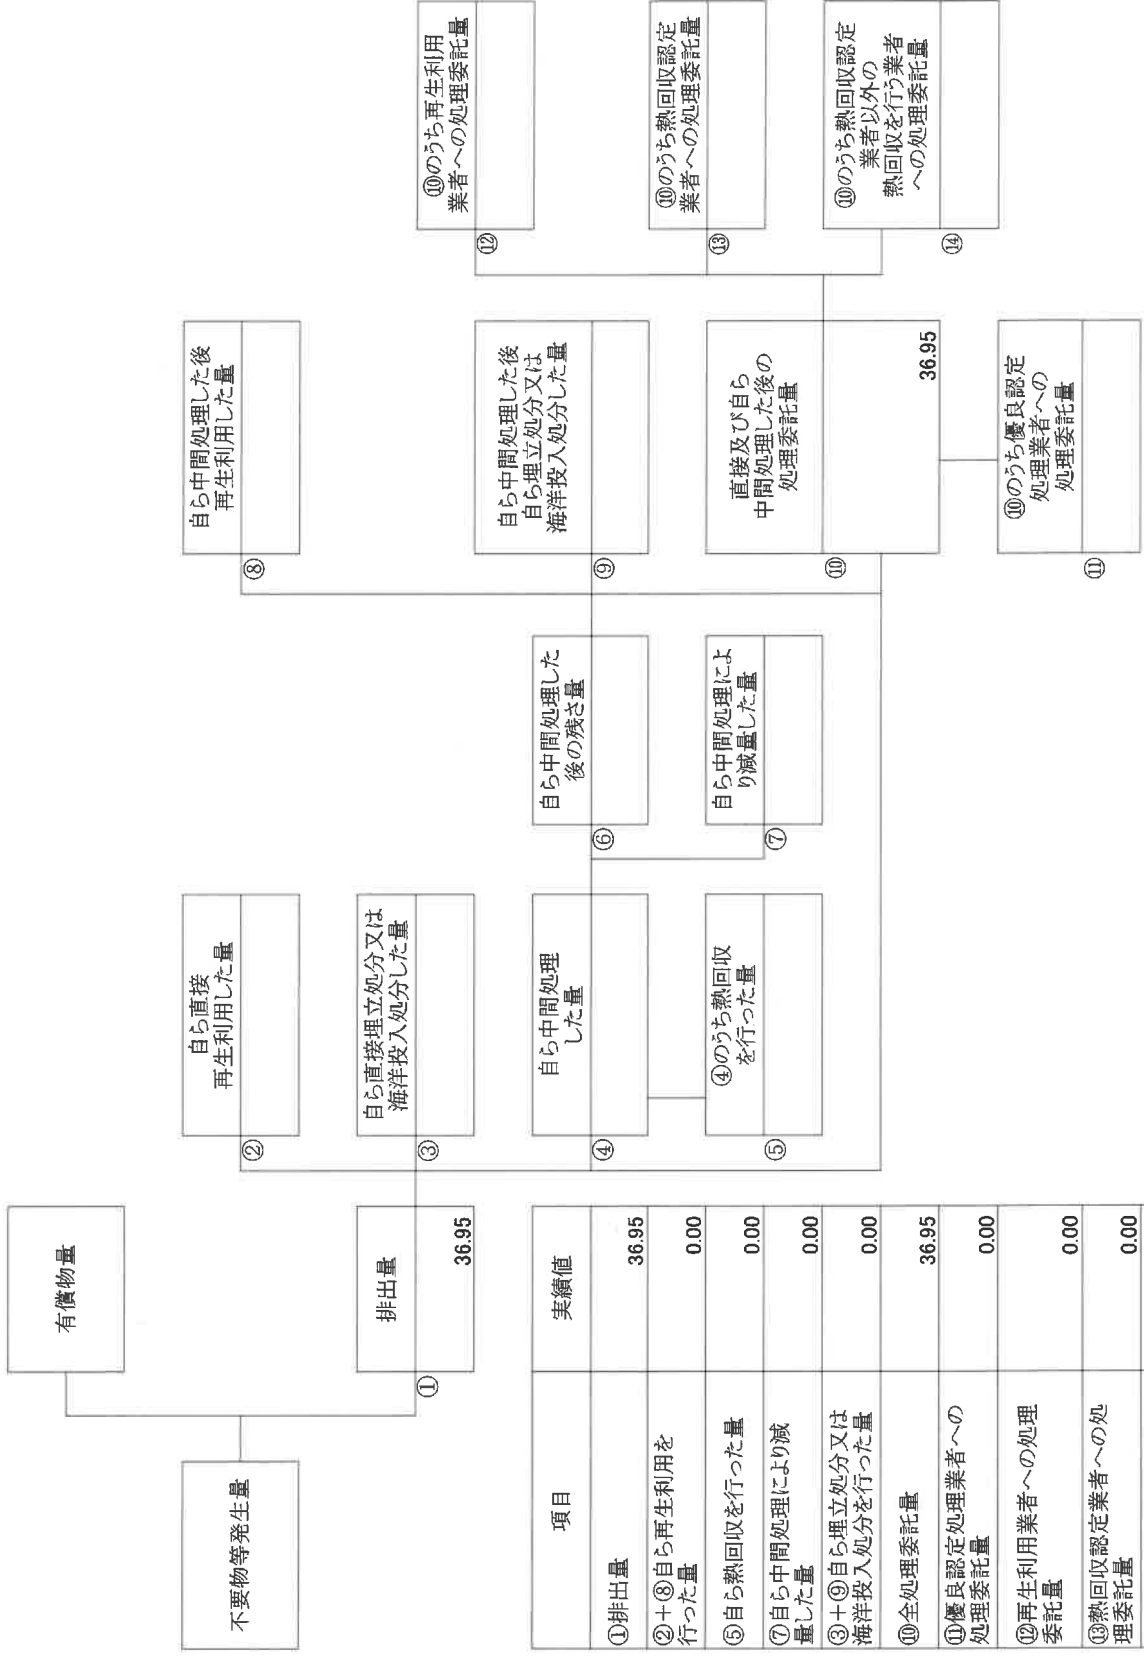 不要物等発生量
有償物量
排出量
①
36.95
自ら直接
再生利用した量
②
自ら直接埋立処分又は
海洋投入処分した量
③
自ら中間処理
した量
④
④のうち熱回収
を行った量
⑤
自ら中間処理した
後の残さ量
⑥
自ら中間処理によ
り減量した量
⑦
自ら中間処理した後
再生利用した量
⑧
自ら中間処理した後
自ら埋立処分又は
海洋投入処分した量
⑨
直接及び自ら
中間処理した後の
処理委託量
⑩
36.95
⑩のうち優良認定
処理業者への
処理委託量
⑪
⑩のうち再生利用
業者への処理委託量
⑫
⑩のうち熱回収認定
業者への処理委託量
⑬
⑩のうち熱回収認定
業者以外の
熱回収を行う業者
への処理委託量
⑭
項目 実績値
①排出量 36.95
②+⑧自ら再生利用を
行った量 0.00
⑤自ら熱回収を行った量 0.00
⑦自ら中間処理により減
量した量 0.00
③+⑨自ら埋立処分又は
海洋投入処分を行った量 0.00
⑩全処理委託量 36.95
⑪優良認定処理業者への
処理委託量 0.00
⑫再生利用業者への処理
委託量 0.00
⑬熱回収認定業者への処
理委託量 0.00